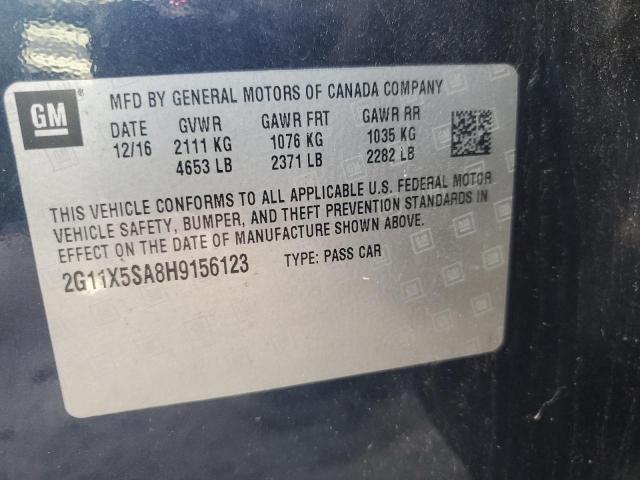 GM
MFD BY GENERAL MOTORS OF CANADA COMPANY
DATE GVWR GAWR FRT GAWR RR
12/16 2111 KG 1076 KG 1035 KG
4653 LB 2371 LB 2282 LB
THIS VEHICLE CONFORMS TO ALL APPLICABLE U.S. FEDERAL MOTOR
VEHICLE SAFETY, BUMPER, AND THEFT PREVENTION STANDARDS IN
EFFECT ON THE DATE OF MANUFACTURE SHOWN ABOVE.
2G11X5SA8H9156123 TYPE: PASS CAR